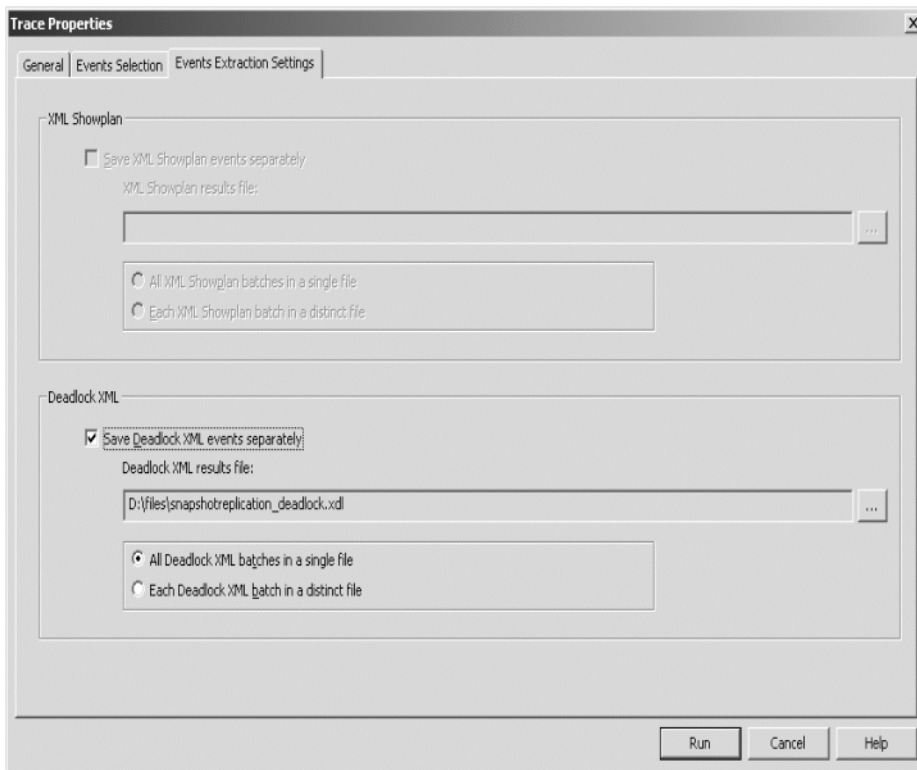 Trace Properties
General Events Selection Events Extraction Settings
XML Showplan
Save XML Showplan events separately
XML Showplan results file:
...
All XML Showplan batches in a single file
Each XML Showplan batch in a distinct file
Deadlock XML
Save Deadlock XML events separately
Deadlock XML results file:
D:\files\snapshotreplication_deadlock.xdl
...
All Deadlock XML batches in a single file
Each Deadlock XML batch in a distinct file
Run Cancel Help